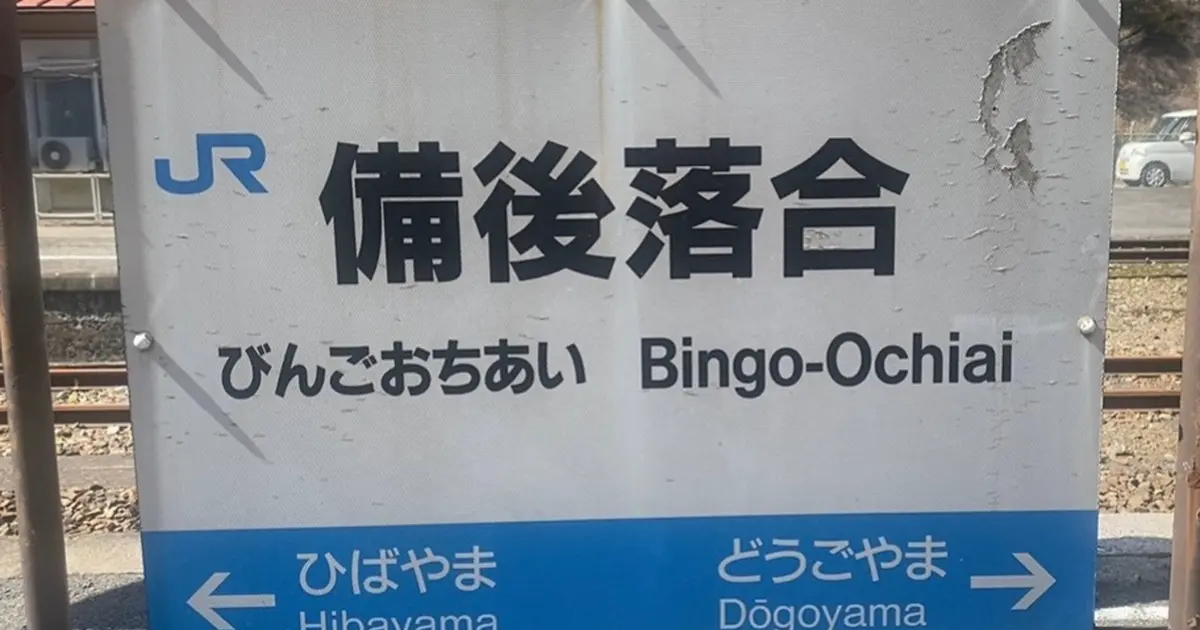 JR 備後落合
びんごおちあい Bingo-Ochiai
ひばやま どうごやま →
← Hibayama Dōgoyama